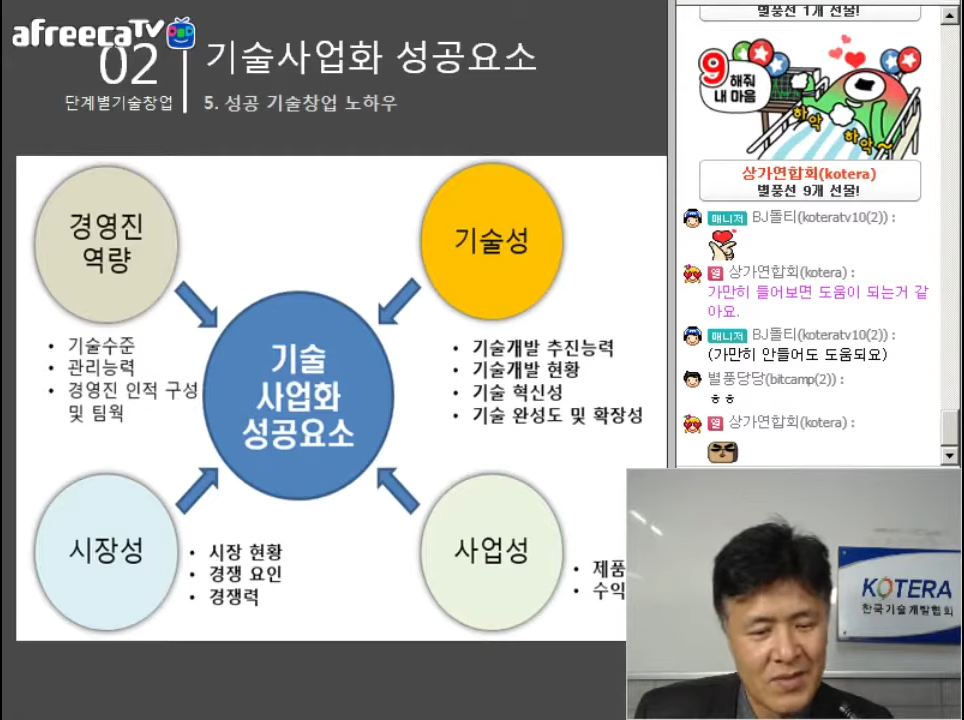 afreecaTV
02
단계별기술창업
기술사업화 성공요소
5. 성공 기술창업 노하우
경영진
역량
• 기술수준
• 관리능력
• 경영진 인적 구성
및 팀웍
기술성
• 기술개발 추진능력
• 기술개발 현황
• 기술 혁신성
• 기술 완성도 및 확장성
기술
사업화
성공요소
시장성
• 시장 현황
• 경쟁 요인
• 경쟁력
사업성
• 제품
• 수익
별풍선 1개 선물!
9
해줘
내 마음
하악
하악~
상가연합회(kotera)
별풍선 9개 선물!
매니저 BJ돌티(koteratv10(2)) :
열 상가연합회(kotera) :
가만히 들어보면 도움이 되는거 같
아요.
매니저 BJ돌티(koteratv10(2)) :
(가만히 안들어도 도움되요)
별풍당당(bitcamp(2)) :
ㅎㅎ
열 상가연합회(kotera) :
KOTERA
한국기술개발협회